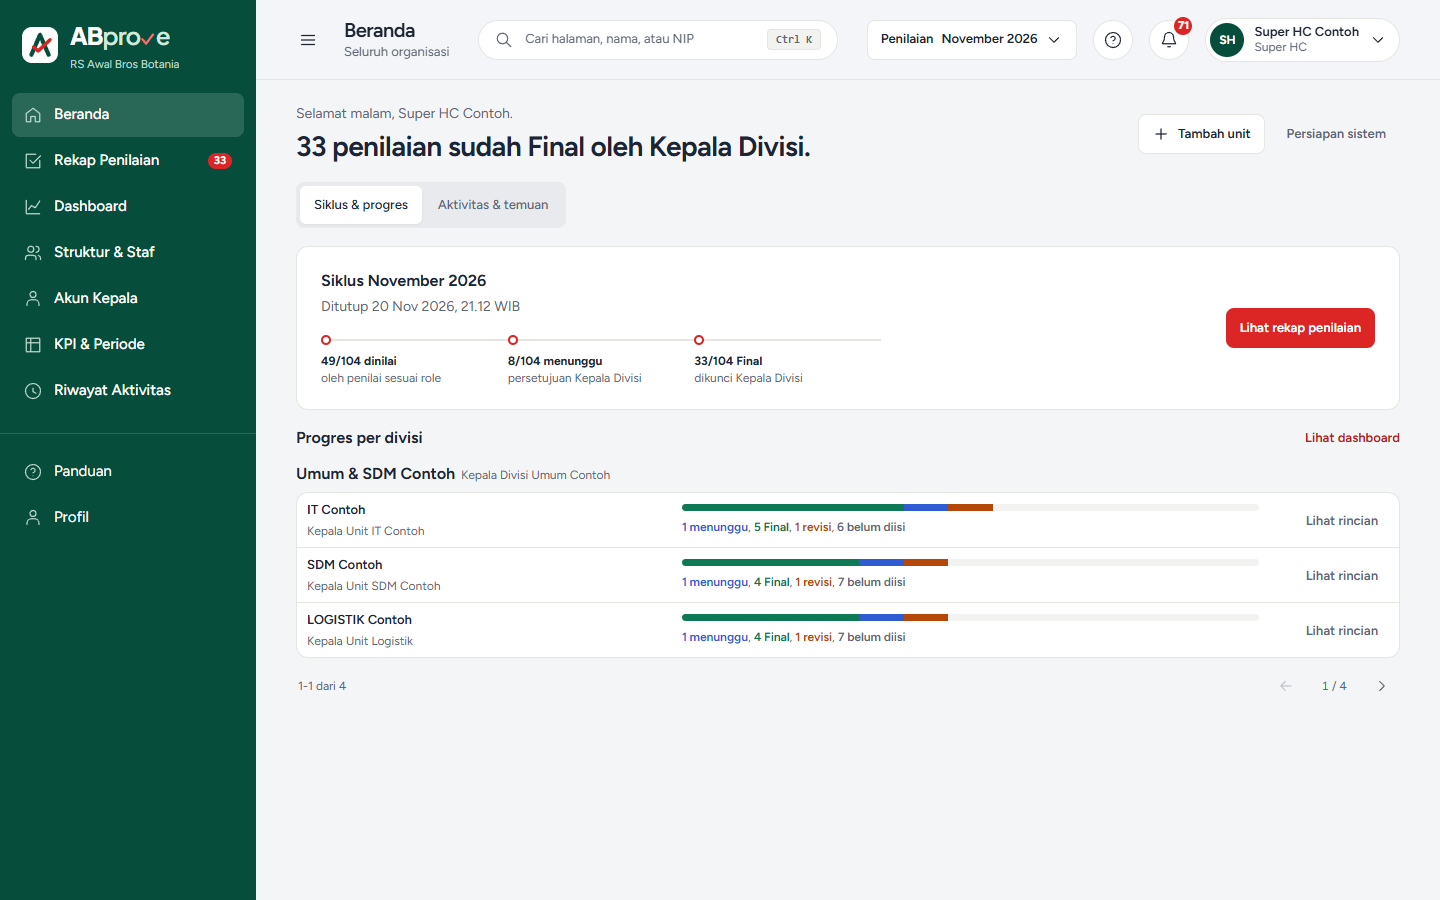 ABprove
RS Awal Bros Botania
Beranda
Rekap Penilaian 33
Dashboard
Struktur & Staf
Akun Kepala
KPI & Periode
Riwayat Aktivitas
Panduan
Profil
Beranda
Seluruh organisasi
Cari halaman, nama, atau NIP Ctrl K
Penilaian November 2026
71
SH
Super HC Contoh
Super HC
Selamat malam, Super HC Contoh.
33 penilaian sudah Final oleh Kepala Divisi.
Tambah unit
Persiapan sistem
Siklus & progres
Aktivitas & temuan
Siklus November 2026
Ditutup 20 Nov 2026, 21.12 WIB
49/104 dinilai
oleh penilai sesuai role
8/104 menunggu
persetujuan Kepala Divisi
33/104 Final
dikunci Kepala Divisi
Lihat rekap penilaian
Progres per divisi
Lihat dashboard
Umum & SDM Contoh Kepala Divisi Umum Contoh
IT Contoh
Kepala Unit IT Contoh
1 menunggu, 5 Final, 1 revisi, 6 belum diisi
Lihat rincian
SDM Contoh
Kepala Unit SDM Contoh
1 menunggu, 4 Final, 1 revisi, 7 belum diisi
Lihat rincian
LOGISTIK Contoh
Kepala Unit Logistik
1 menunggu, 4 Final, 1 revisi, 7 belum diisi
Lihat rincian
1-1 dari 4
1 / 4